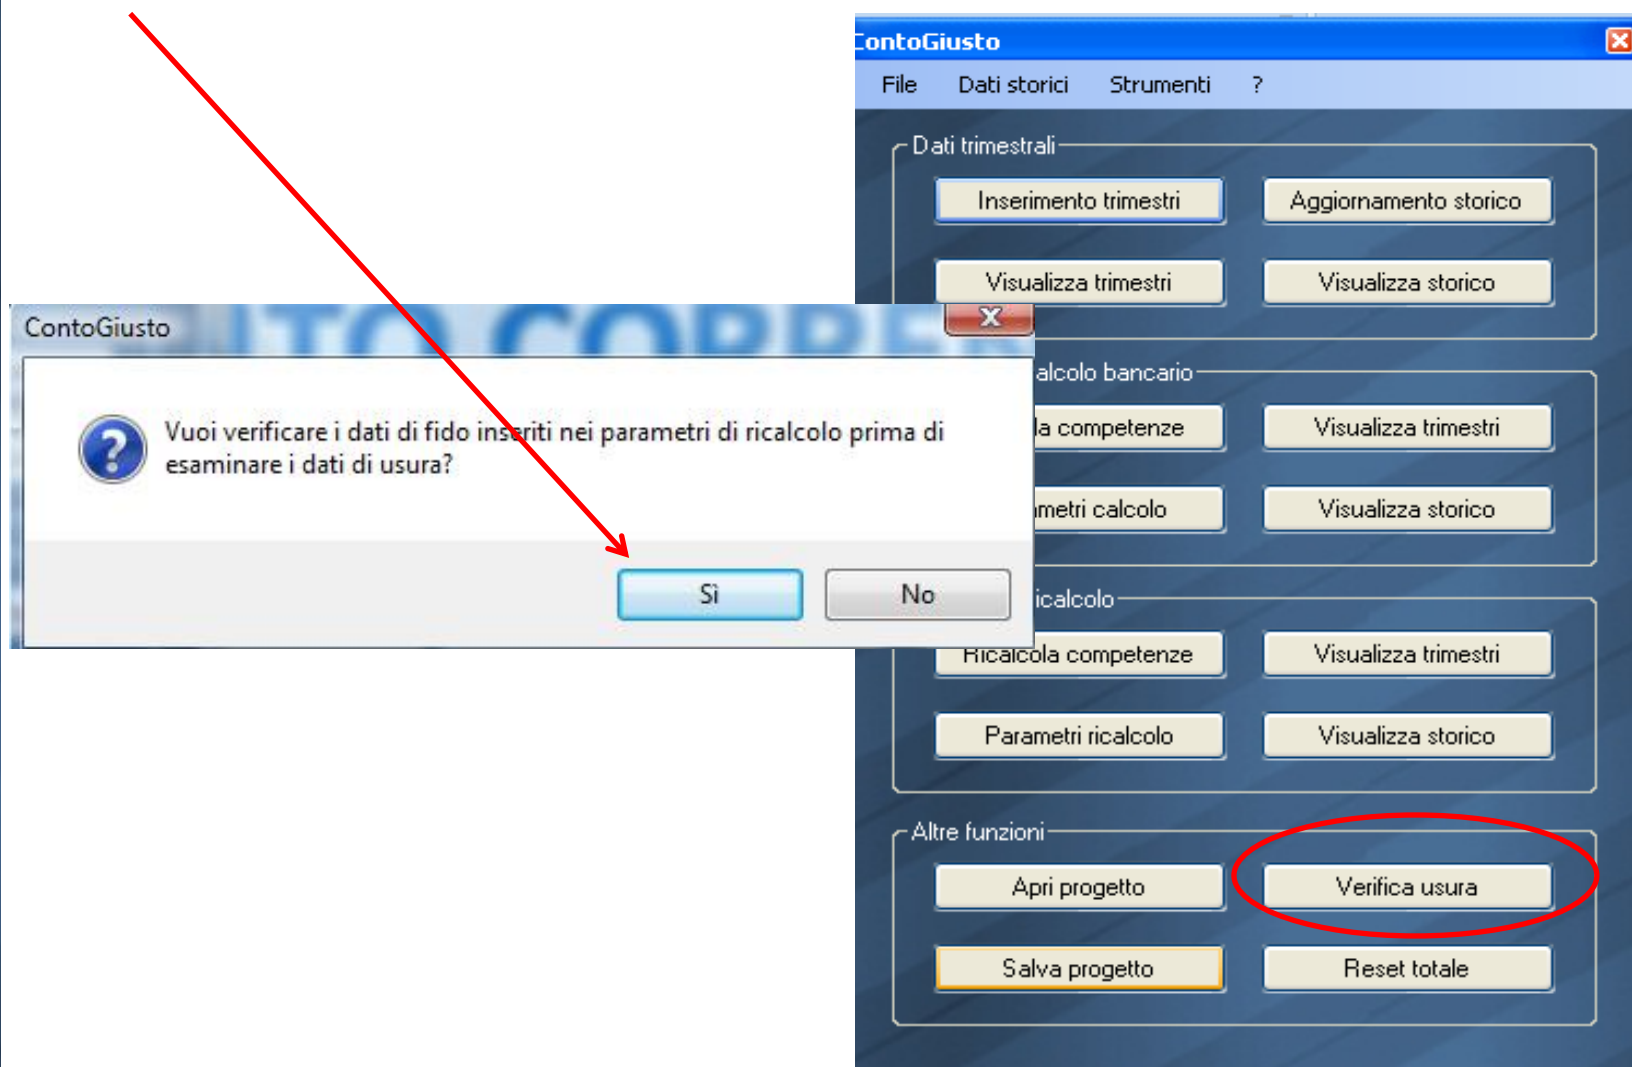 ContoGiusto
File Dati storici Strumenti ?
Dati trimestrali
Inserimento trimestri Aggiornamento storico
Visualizza trimestri Visualizza storico
ContoGiusto
Vuoi verificare i dati di fido inseriti nei parametri di ricalcolo prima di
esaminare i dati di usura?
Sì No
alcolo bancario
la competenze Visualizza trimestri
metri calcolo Visualizza storico
icalcolo
Ricalcola competenze Visualizza trimestri
Parametri ricalcolo Visualizza storico
Altre funzioni
Apri progetto Verifica usura
Salva progetto Reset totale